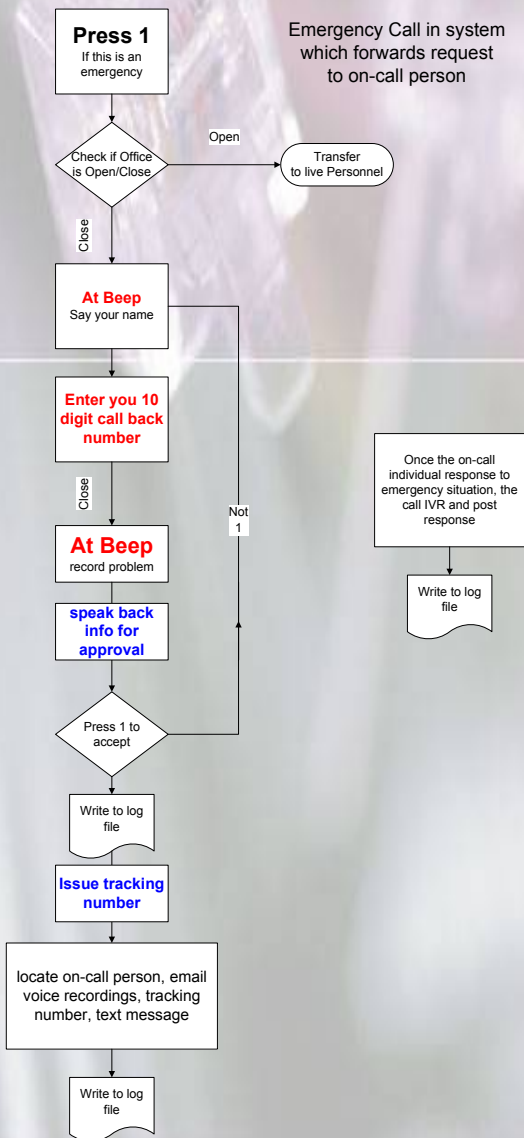 Press 1
If this is an
emergency
Emergency Call in system
which forwards request
to on-call person
Check if Office
is Open/Close
Open
Transfer
to live Personnel
Close
At Beep
Say your name
Enter you 10
digit call back
number
Close
At Beep
record problem
speak back
info for
approval
Not
1
Press 1 to
accept
Write to log
file
Issue tracking
number
locate on-call person, email
voice recordings, tracking
number, text message
Write to log
file
Once the on-call
individual response to
emergency situation, the
call IVR and post
response
Write to log
file